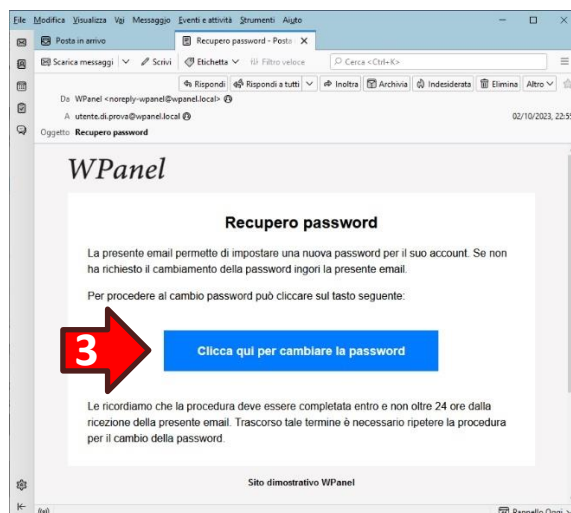 File Modifica Visualizza Vai Messaggio Eventi e attività Strumenti Aiuto
Posta in arrivo Recupero password - Posta
Scarica messaggi Scrivi Etichetta Filtro veloce Cerca <Ctrl+K>
Rispondi Rispondi a tutti Inoltra Archivia Indesiderata Elimina Altro
Da WPanel <noreply-wpanel@wpanel.local>
A utente.di.prova@wpanel.local 02/10/2023, 22:55
Oggetto Recupero password
WPanel
Recupero password
La presente email permette di impostare una nuova password per il suo account. Se non
ha richiesto il cambiamento della password ingori la presente email.
Per procedere al cambio password può cliccare sul tasto seguente:
3
Clicca qui per cambiare la password
Le ricordiamo che la procedura deve essere completata entro e non oltre 24 ore dalla
ricezione della presente email. Trascorso tale termine è necessario ripetere la procedura
per il cambio della password.
Sito dimostrativo WPanel
Rappello Oggi